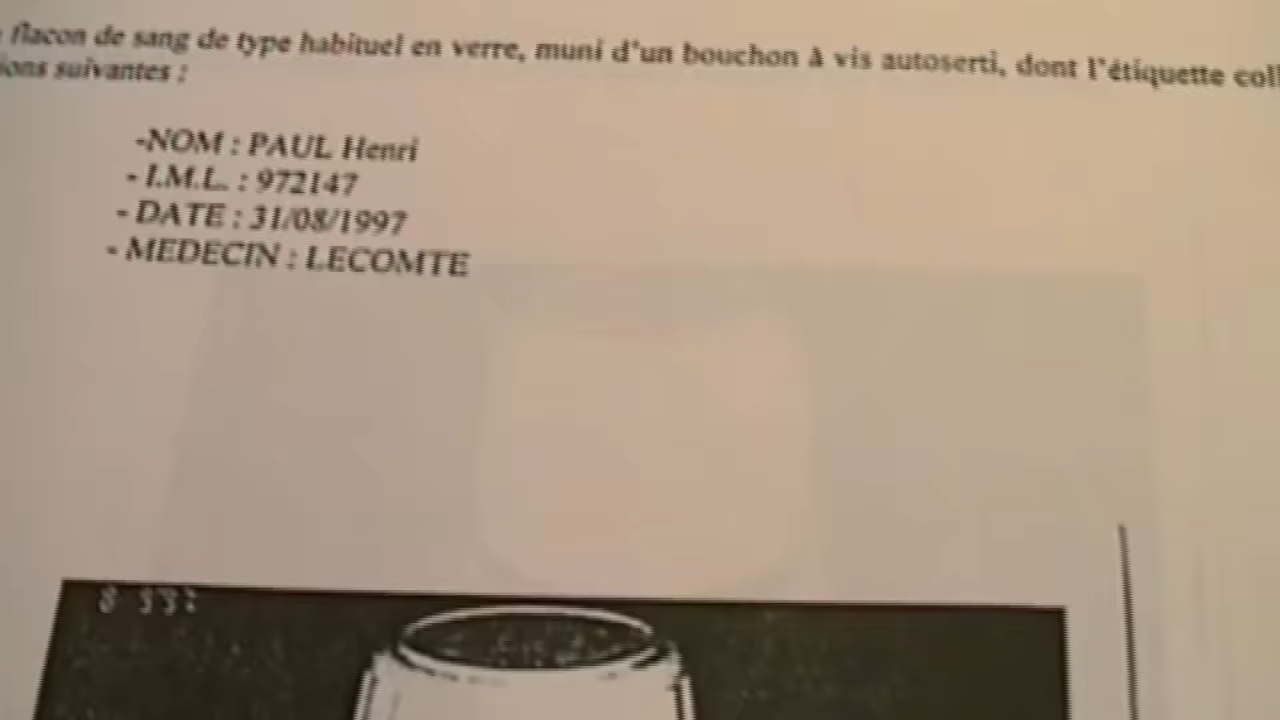 flacon de sang de type habituel en verre, muni d'un bouchon à vis autoserti, dont l'étiquette coll
ions suivantes :
-NOM : PAUL Henri
- I.M.L. : 972147
- DATE : 31/08/1997
- MEDECIN : LECOMTE